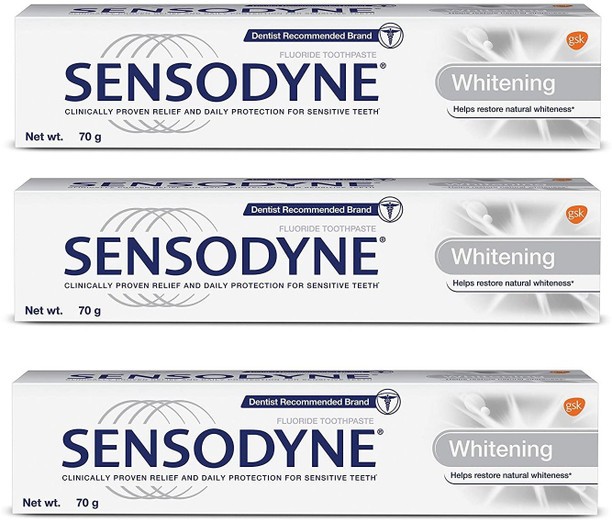 Dentist Recommended Brand
FLUORIDE TOOTHPASTE
gsk
SENSODYNE®
Whitening
CLINICALLY PROVEN RELIEF AND DAILY PROTECTION FOR SENSITIVE TEETH
Helps restore natural whiteness*
Net wt. 70 g
Dentist Recommended Brand
FLUORIDE TOOTHPASTE
gsk
SENSODYNE®
Whitening
CLINICALLY PROVEN RELIEF AND DAILY PROTECTION FOR SENSITIVE TEETH
Helps restore natural whiteness*
Net wt. 70 g
Dentist Recommended Brand
FLUORIDE TOOTHPASTE
gsk
SENSODYNE®
Whitening
CLINICALLY PROVEN RELIEF AND DAILY PROTECTION FOR SENSITIVE TEETH
Helps restore natural whiteness*
Net wt. 70 g